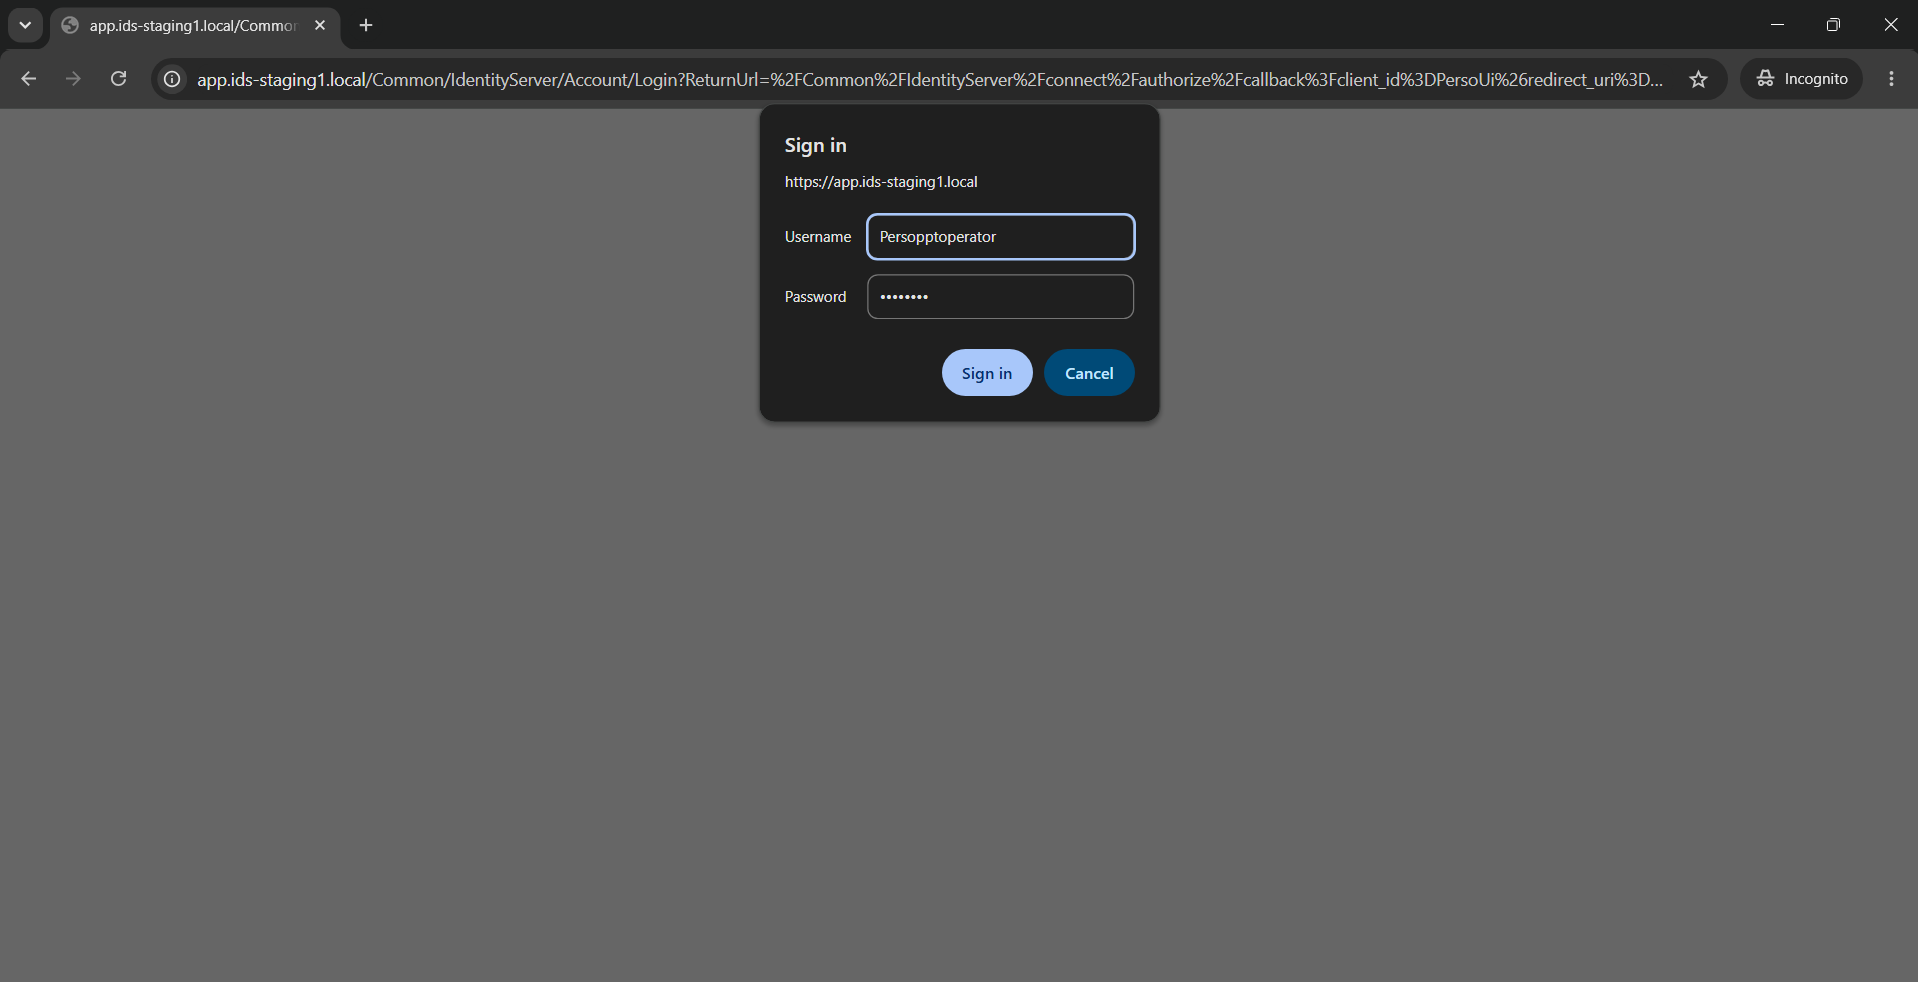 app.ids-staging1.local/Commo
app.ids-staging1.local/Common/IdentityServer/Account/Login?ReturnUrl=%2FCommon%2FIdentityServer%2Fconnect%2Fauthorize%2Fcallback%3Fclient_id%3DPersoUi%26redirect_uri%3D...
Incognito
Sign in
https://app.ids-staging1.local
Username
Persopptoperator
Password
••••••••
Sign in
Cancel